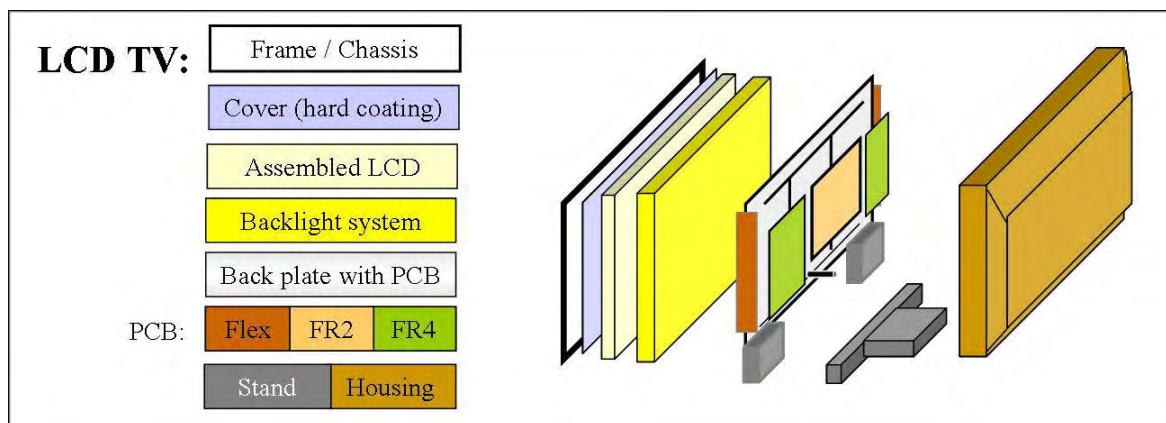 LCD TV:
Frame / Chassis
Cover (hard coating)
Assembled LCD
Backlight system
Back plate with PCB
PCB: Flex FR2 FR4
Stand Housing